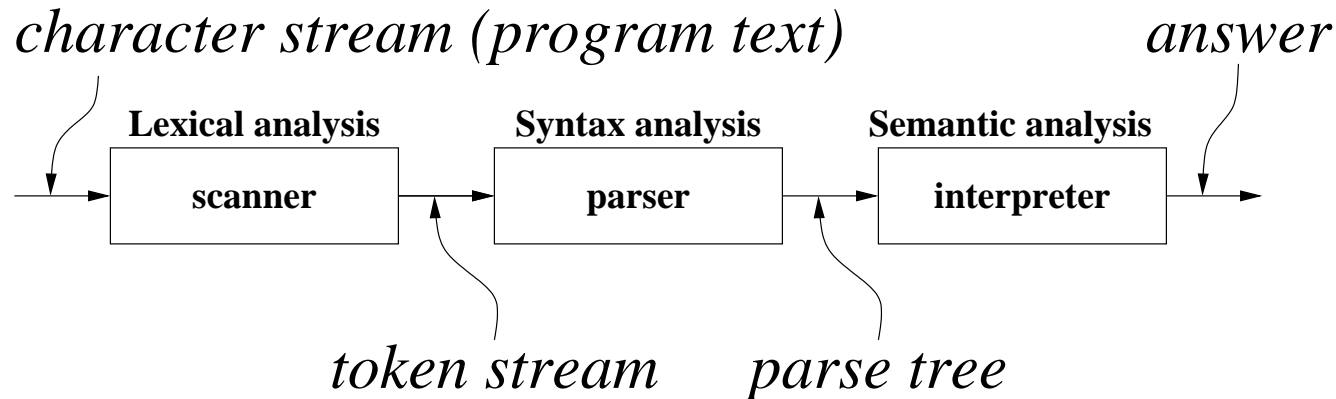 character stream (program text)
answer
Lexical analysis
Syntax analysis
Semantic analysis
scanner
parser
interpreter
token stream
parse tree